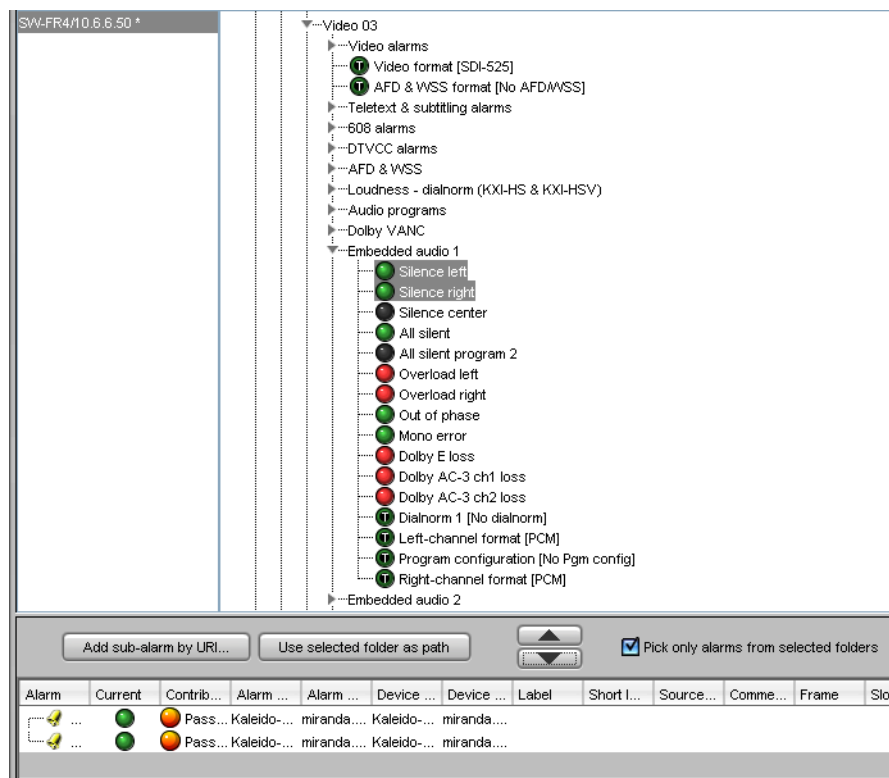 SW-FR4/10.6.6.50 *
Video 03
Video alarms
Video format [SDI-525]
AFD & WSS format [No AFD/WSS]
Teletext & subtitling alarms
608 alarms
DTVCC alarms
AFD & WSS
Loudness - dialnorm (KXI-HS & KXI-HSV)
Audio programs
Dolby VANC
Embedded audio 1
Silence left
Silence right
Silence center
All silent
All silent program 2
Overload left
Overload right
Out of phase
Mono error
Dolby E loss
Dolby AC-3 ch1 loss
Dolby AC-3 ch2 loss
T Dialnorm 1 [No dialnorm]
T Left-channel format [PCM]
T Program configuration [No Pgm config]
T Right-channel format [PCM]
Embedded audio 2
Add sub-alarm by URI... Use selected folder as path Pick only alarms from selected folders
Alarm Current Contrib... Alarm ... Alarm ... Device ... Device ... Label Short l... Source... Comme... Frame Slo
... Pass... Kaleido-... miranda.... Kaleido-... miranda....
... Pass... Kaleido-... miranda.... Kaleido-... miranda....